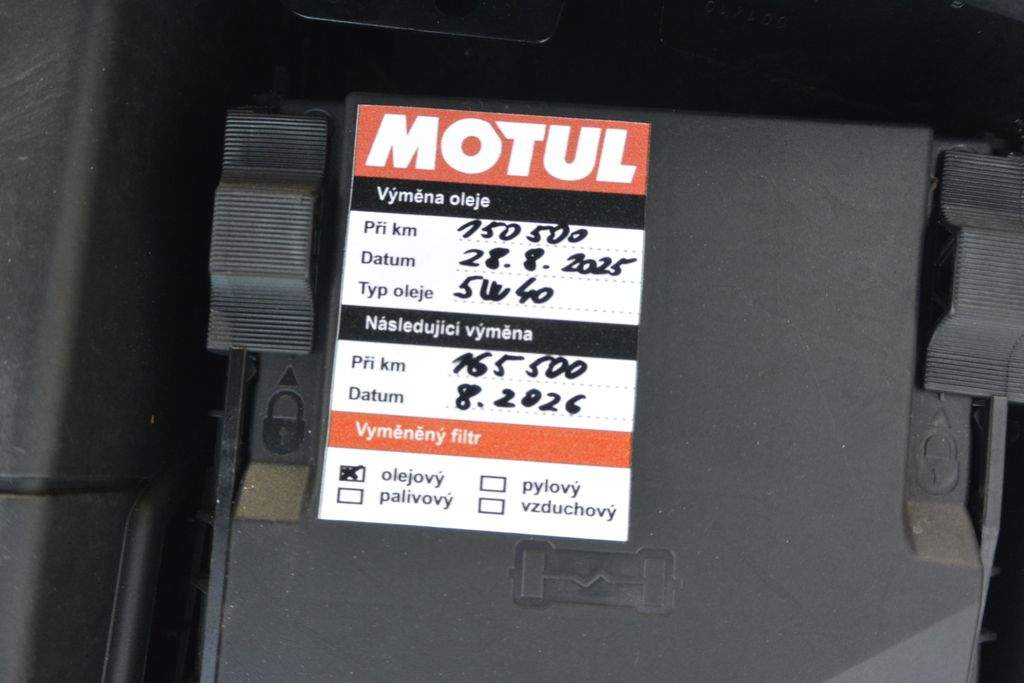 MOTUL
Výměna oleje
Při km 150 500
Datum 28.8.2025
Typ oleje 5W40
Následující výměna
Při km 165 500
Datum 8.2026
Vyměněný filtr
olejový pylový
palivový vzduchový